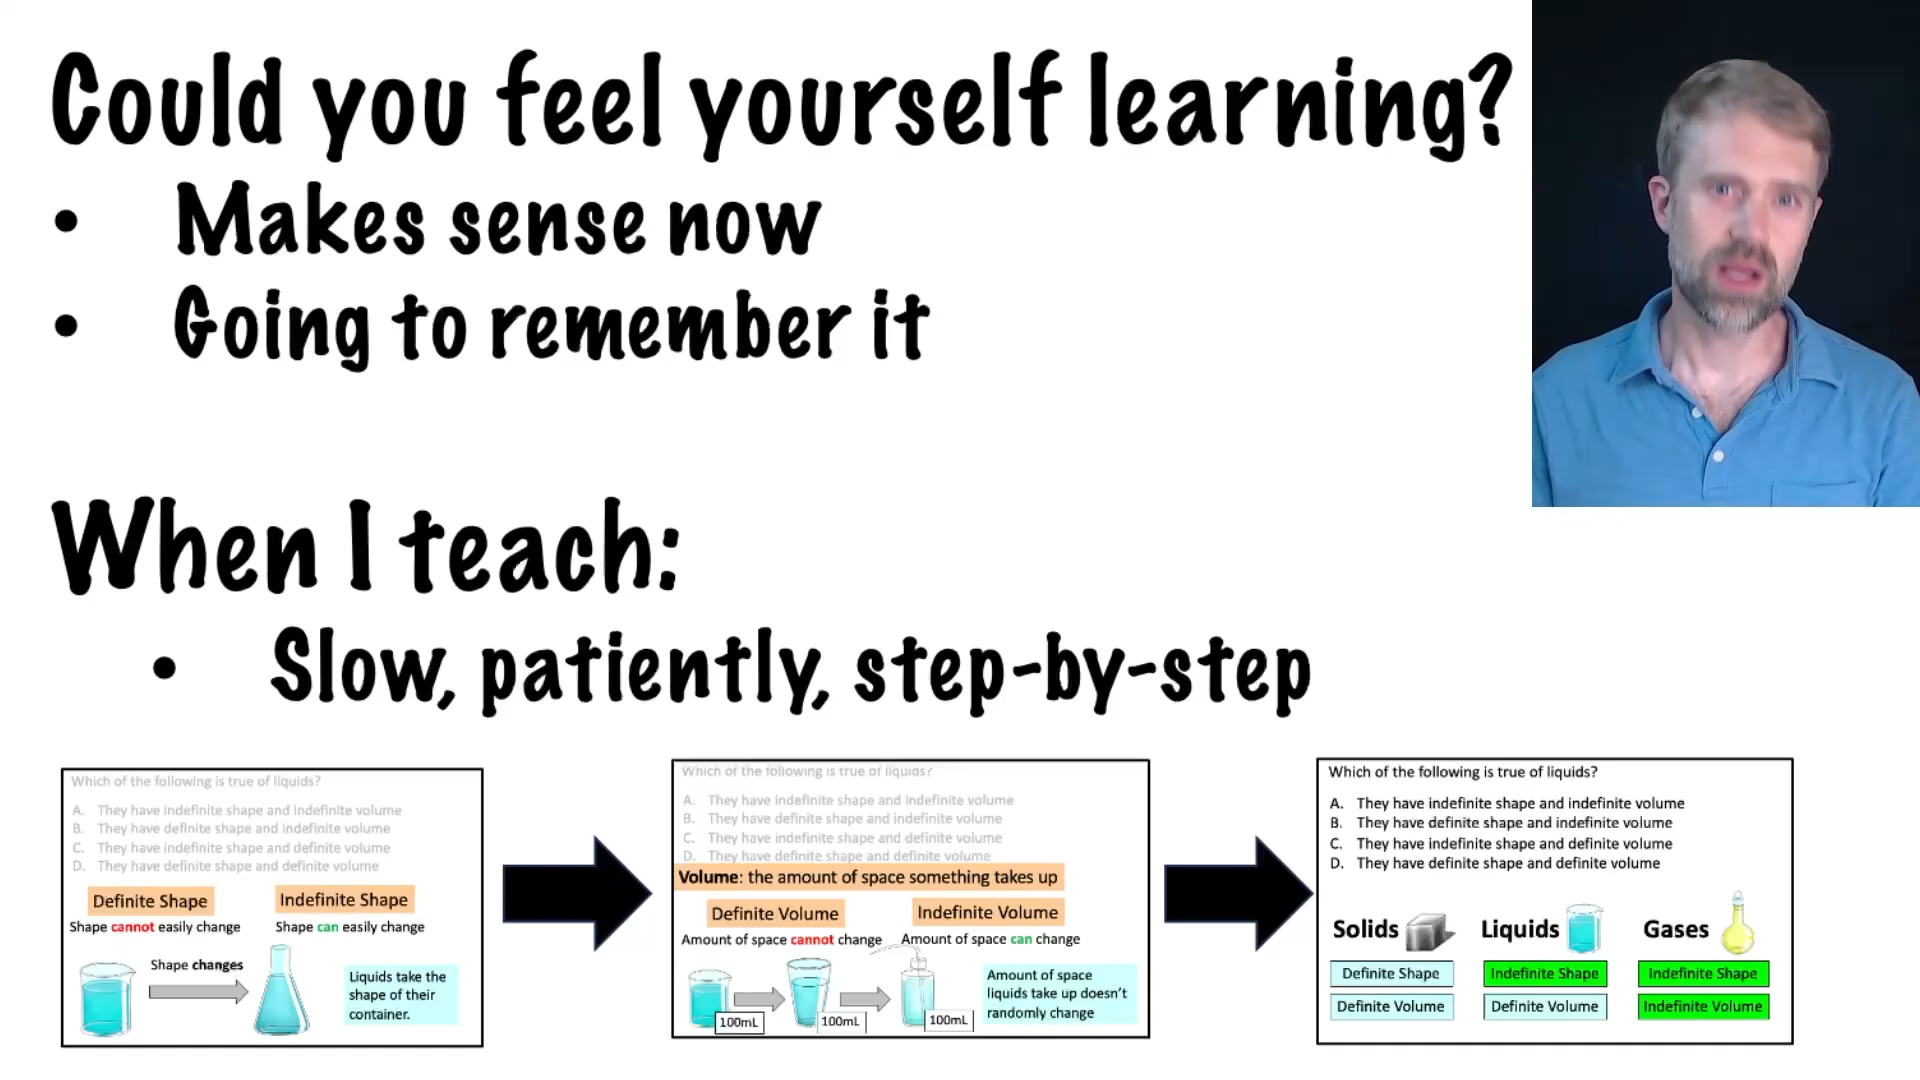 Could you feel yourself learning?
• Makes sense now
• Going to remember it
When I teach:
• Slow, patiently, step-by-step
Which of the following is true of liquids?
A. They have indefinite shape and indefinite volume
B. They have definite shape and indefinite volume
C. They have indefinite shape and definite volume
D. They have definite shape and definite volume
Definite Shape
Indefinite Shape
Shape cannot easily change
Shape can easily change
Shape changes
Liquids take the
shape of their
container.
Which of the following is true of liquids?
A. They have indefinite shape and indefinite volume
B. They have definite shape and indefinite volume
C. They have indefinite shape and definite volume
D. They have definite shape and definite volume
Volume: the amount of space something takes up
Definite Volume
Indefinite Volume
Amount of space cannot change
Amount of space can change
100mL
100mL
100mL
Amount of space
liquids take up doesn't
randomly change
Which of the following is true of liquids?
A. They have indefinite shape and indefinite volume
B. They have definite shape and indefinite volume
C. They have indefinite shape and definite volume
D. They have definite shape and definite volume
Solids
Liquids
Gases
Definite Shape
Indefinite Shape
Indefinite Shape
Definite Volume
Definite Volume
Indefinite Volume